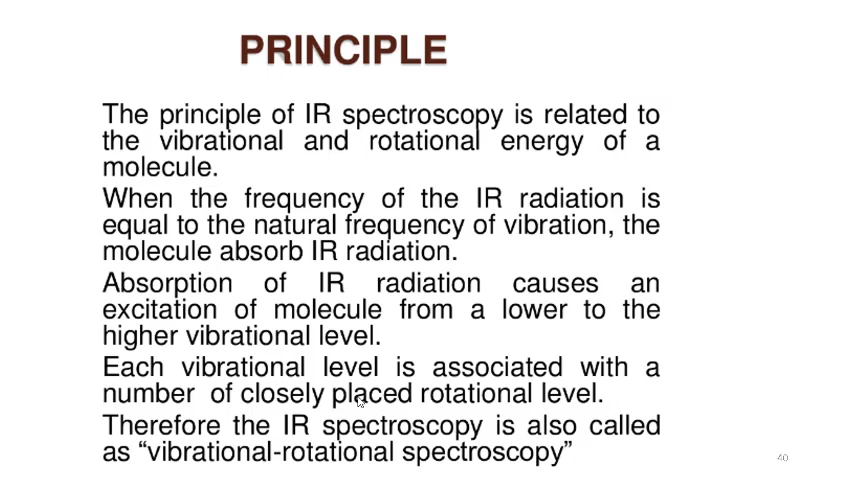 PRINCIPLE
The principle of IR spectroscopy is related to
the vibrational and rotational energy of a
molecule.
When the frequency of the IR radiation is
equal to the natural frequency of vibration, the
molecule absorb IR radiation.
Absorption of IR radiation causes an
excitation of molecule from a lower to the
higher vibrational level.
Each vibrational level is associated with a
number of closely placed rotational level.
Therefore the IR spectroscopy is also called
as “vibrational-rotational spectroscopy”
40